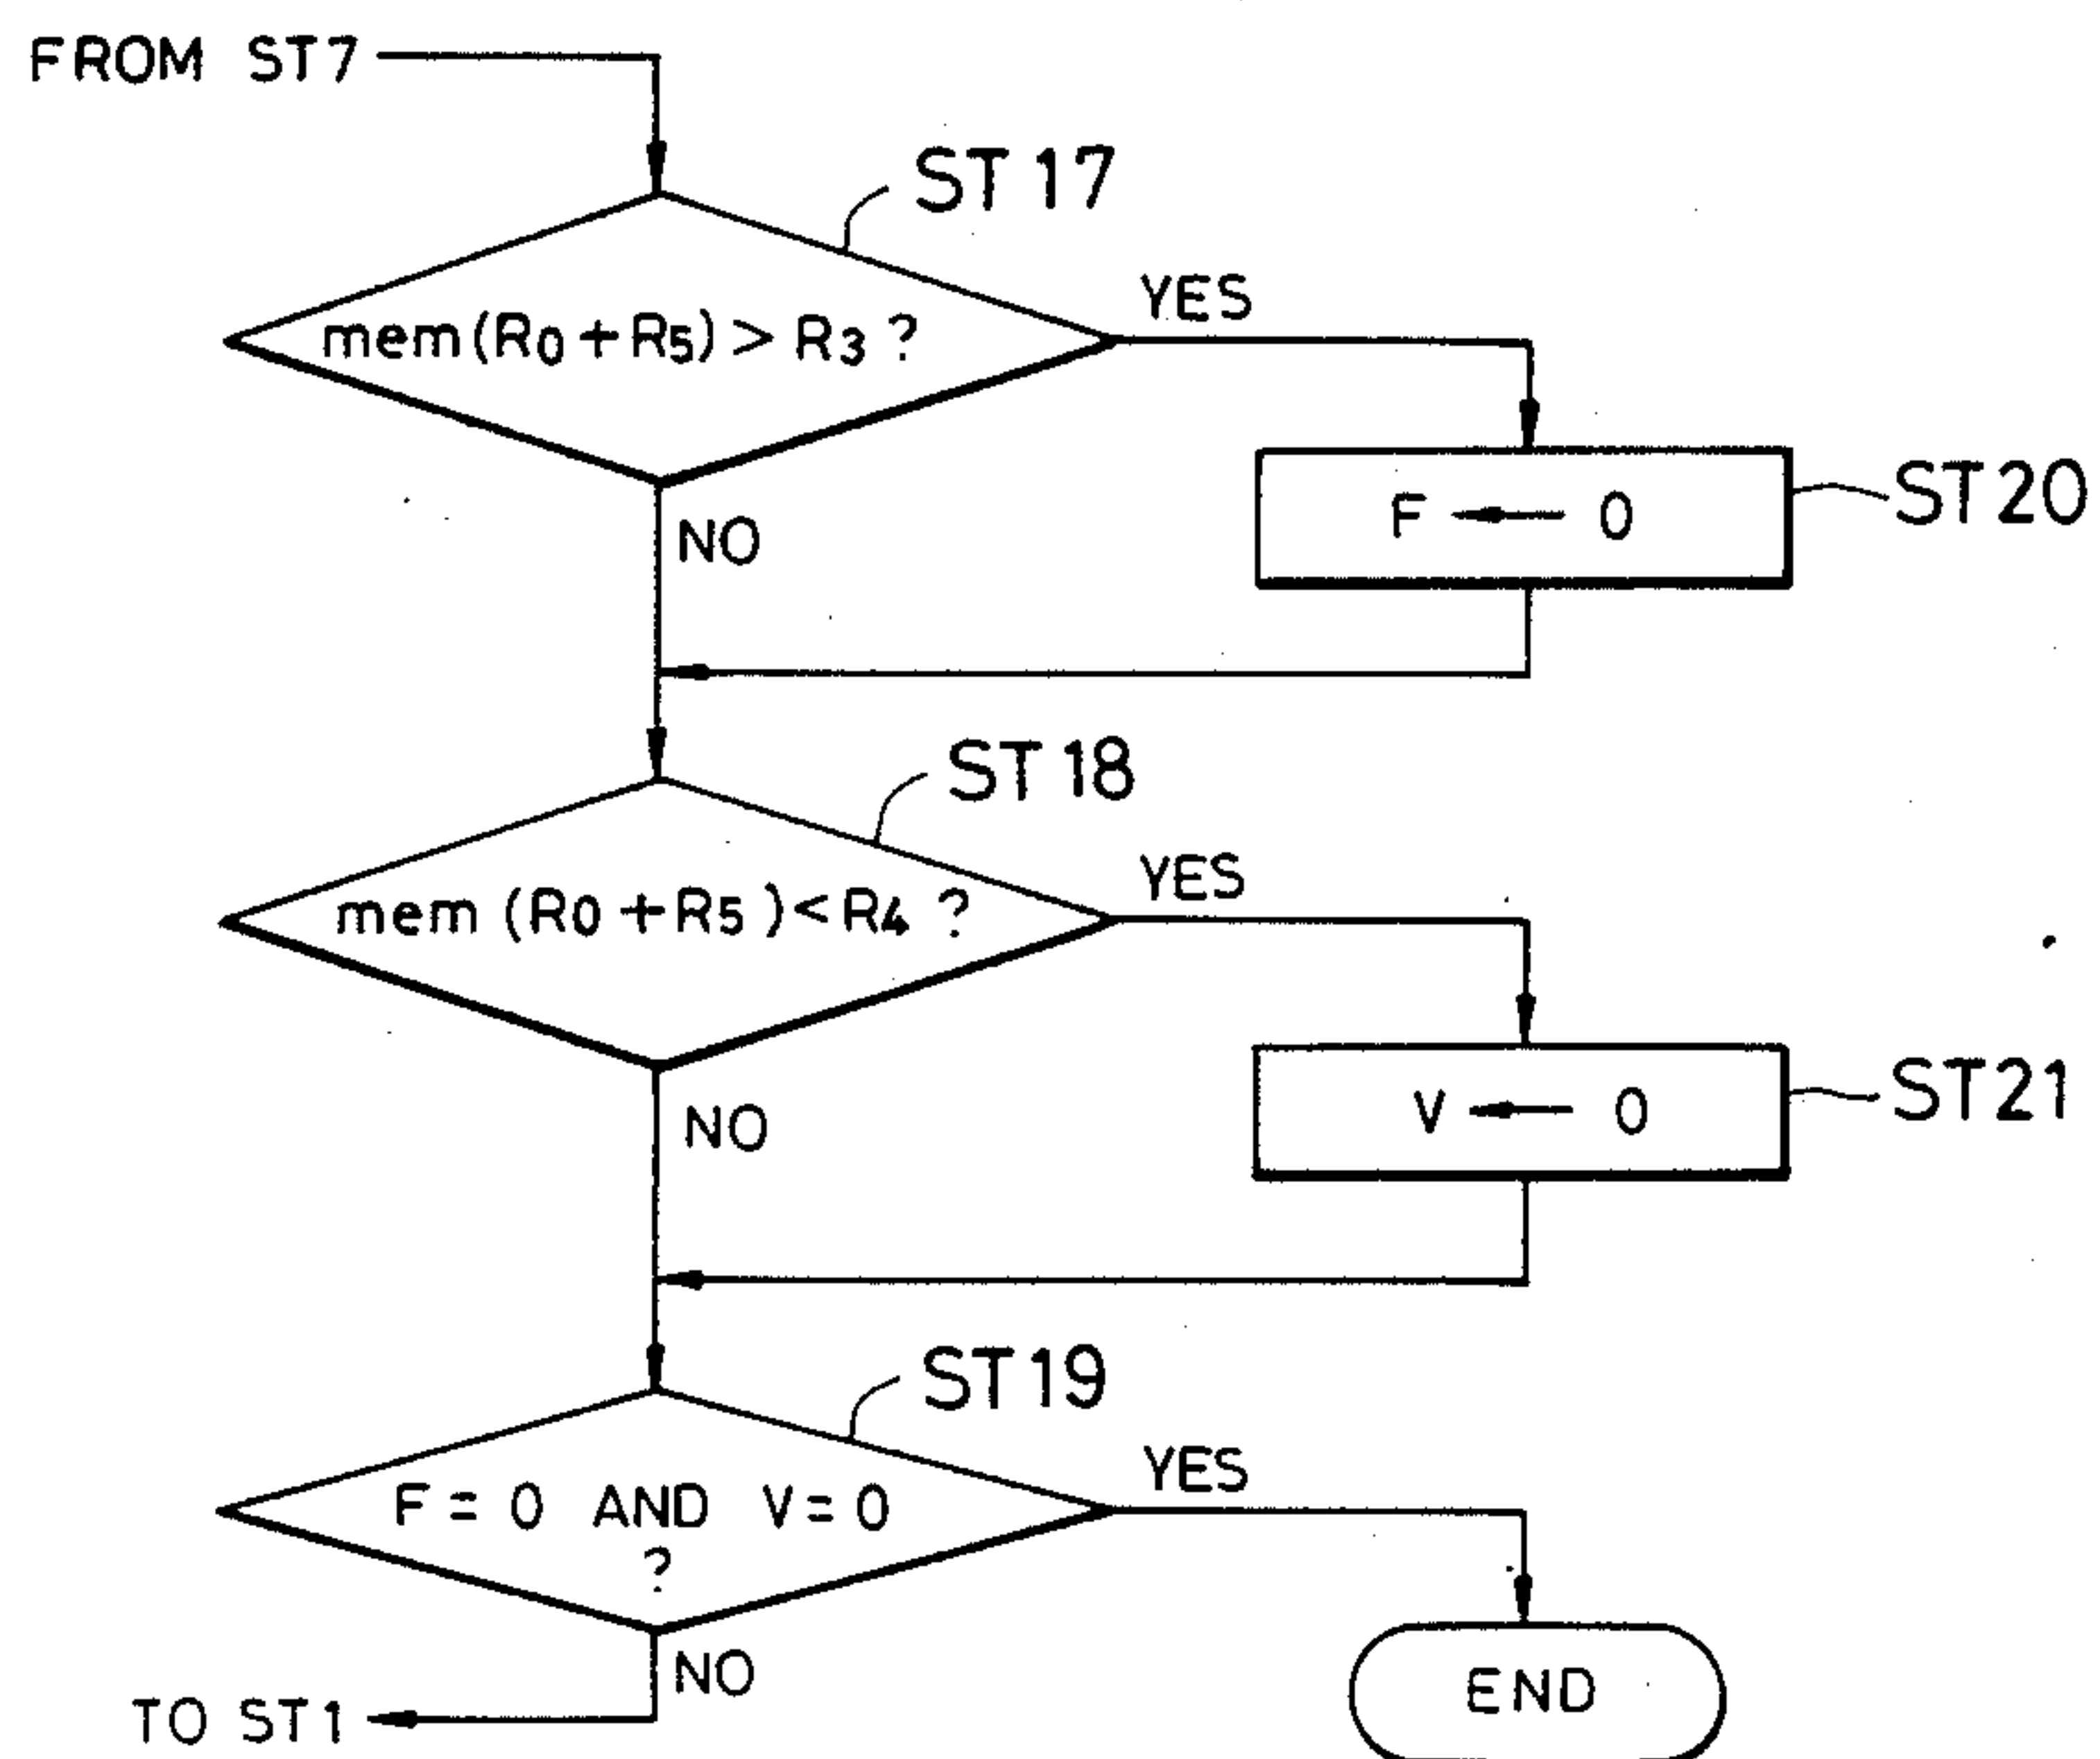 FROM ST7
ST17
mem(R0+R5)>R3?
YES
F ← 0
ST20
NO
ST18
mem(R0+R5)<R4?
YES
V ← 0
ST21
NO
ST19
F=0 AND V=0
?
YES
NO
END
TO ST1